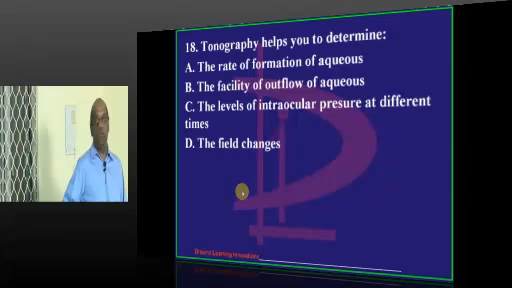 18. Tonography helps you to determine:
A. The rate of formation of aqueous
B. The facility of outflow of aqueous
C. The levels of intraocular presure at different
times
D. The field changes